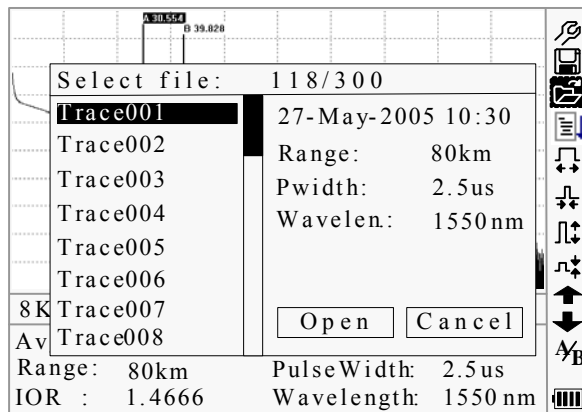 A 30.554
B 39.828
Select file: 118/300
Trace001
Trace002
Trace003
Trace004
Trace005
Trace006
Trace007
Trace008
27-May-2005 10:30
Range: 80km
Pwidth: 2.5us
Wavelen.: 1550nm
Open Cancel
8K
Av
Range: 80km PulseWidth: 2.5us
IOR : 1.4666 Wavelength: 1550nm
A/B